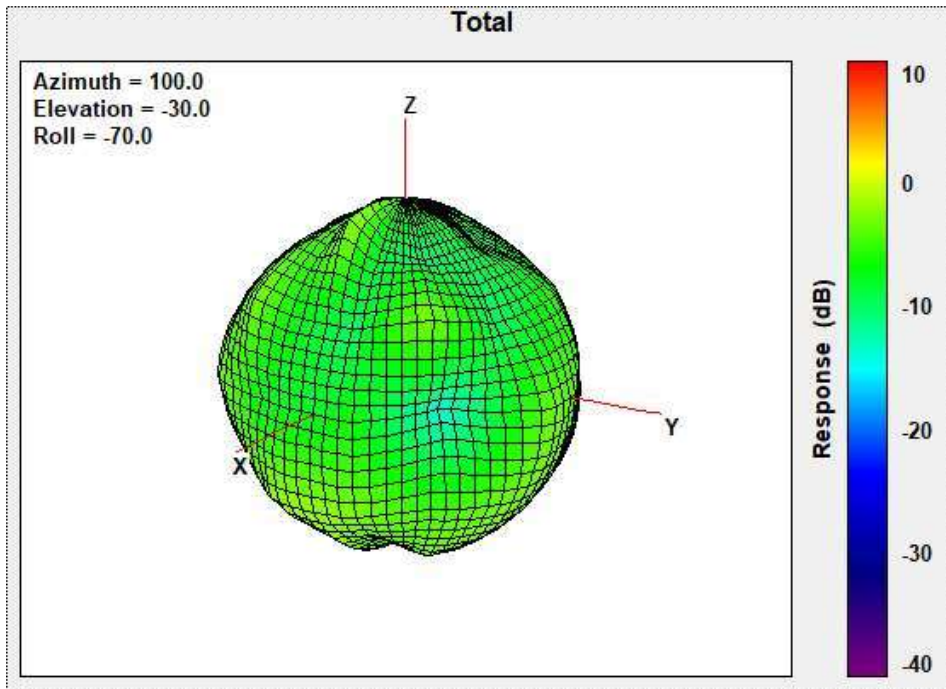 Total
Azimuth = 100.0
Elevation = -30.0
Roll = -70.0
Z
Y
X
10
0
-10
-20
-30
-40
Response (dB)